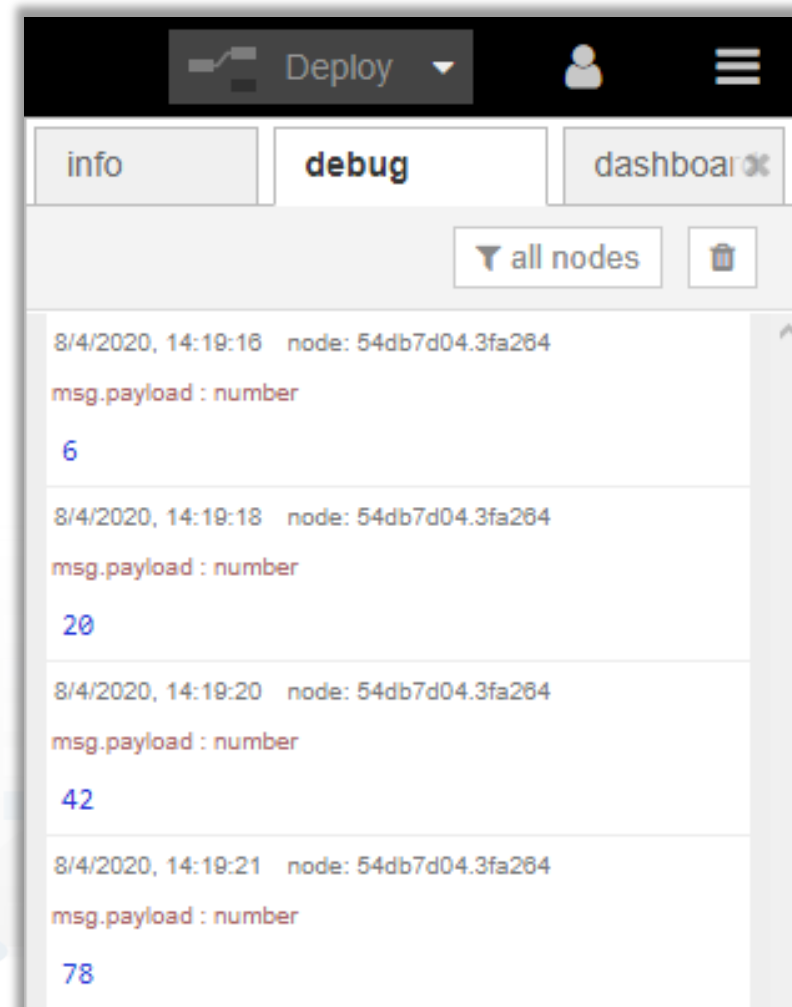 Deploy
info debug dashboar
all nodes
8/4/2020, 14:19:16 node: 54db7d04.3fa264
msg.payload : number
6
8/4/2020, 14:19:18 node: 54db7d04.3fa264
msg.payload : number
20
8/4/2020, 14:19:20 node: 54db7d04.3fa264
msg.payload : number
42
8/4/2020, 14:19:21 node: 54db7d04.3fa264
msg.payload : number
78